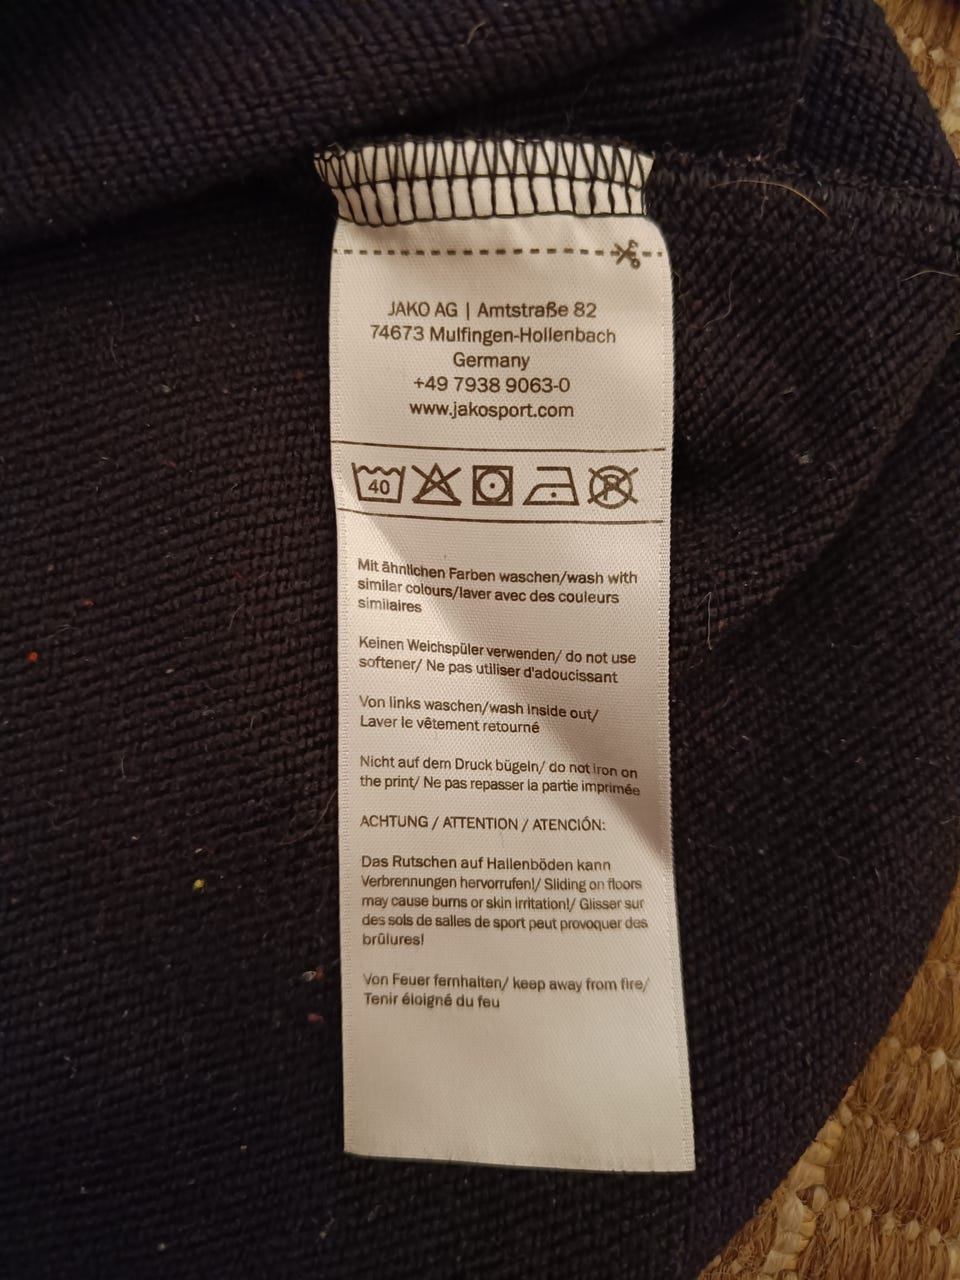 JAKO AG | Amtstraße 82
74673 Mulfingen-Hollenbach
Germany
+49 7938 9063-0
www.jakosport.com
40
P
Mit ähnlichen Farben waschen/wash with
similar colours/laver avec des couleurs
similaires
Keinen Weichspüler verwenden/ do not use
softener/ Ne pas utiliser d'adoucissant
Von links waschen/wash inside out/
Laver le vêtement retourné
Nicht auf dem Druck bügeln/ do not iron on
the print/ Ne pas repasser la partie imprimée
ACHTUNG / ATTENTION / ATENCIÓN:
Das Rutschen auf Hallenböden kann
Verbrennungen hervorrufen!/ Sliding on floors
may cause burns or skin irritation!/ Glisser sur
des sols de salles de sport peut provoquer des
brûlures!
Von Feuer fernhalten/ keep away from fire/
Tenir éloigné du feu